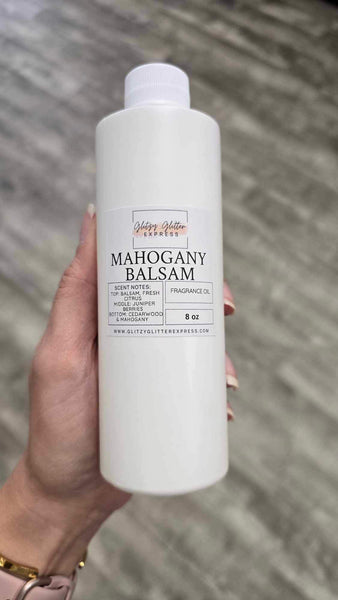 Glitzy Glitter
EXPRESS
MAHOGANY
BALSAM
SCENT NOTES:
TOP: BALSAM, FRESH
CITRUS
MIDDLE: JUNIPER
BERRIES
BOTTOM: CEDARWOOD
& MAHOGANY
FRAGRANCE OIL
8 oz
WWW.GLITZYGLITTEREXPRESS.COM